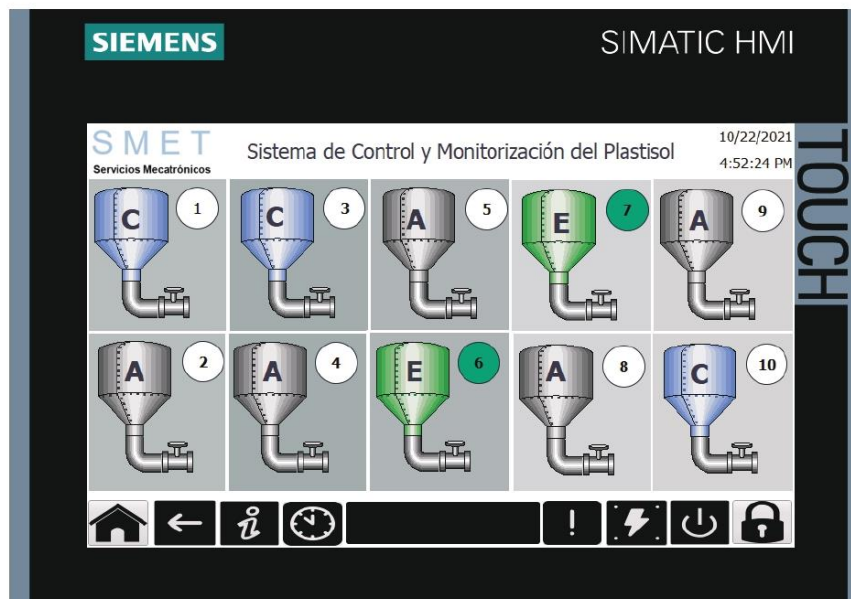 SIEMENS
SIMATIC HMI
TOUCH
SMET
Servicios Mecatrónicos
Sistema de Control y Monitorización del Plastisol
10/22/2021
4:52:24 PM
C 1
C 3
A 5
E 7
A 9
A 2
A 4
E 6
A 8
C 10